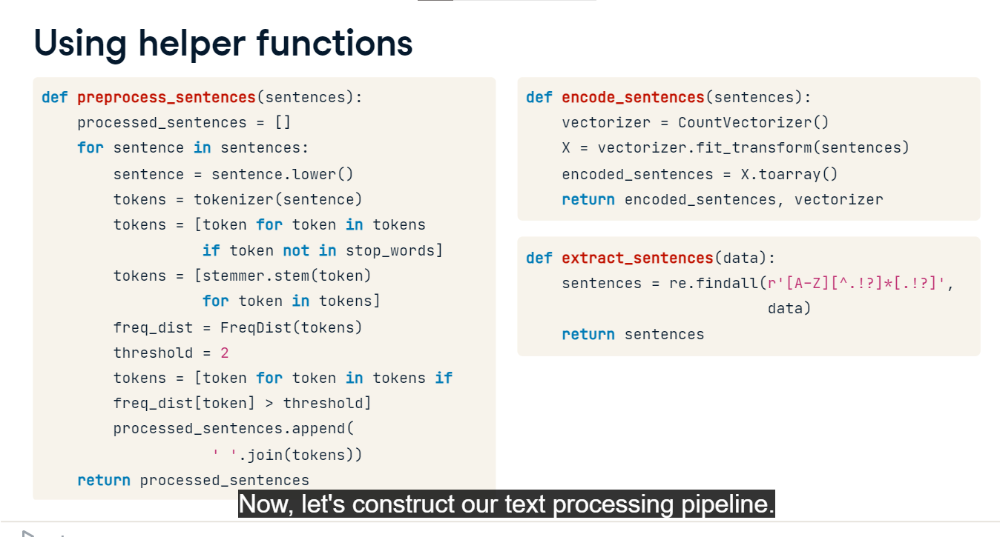 Using helper functions
def preprocess_sentences(sentences):
    processed_sentences = []
    for sentence in sentences:
        sentence = sentence.lower()
        tokens = tokenizer(sentence)
        tokens = [token for token in tokens
                  if token not in stop_words]
        tokens = [stemmer.stem(token)
                  for token in tokens]
        freq_dist = FreqDist(tokens)
        threshold = 2
        tokens = [token for token in tokens if
        freq_dist[token] > threshold]
        processed_sentences.append(
                   ' '.join(tokens))
    return processed_sentences
def encode_sentences(sentences):
    vectorizer = CountVectorizer()
    X = vectorizer.fit_transform(sentences)
    encoded_sentences = X.toarray()
    return encoded_sentences, vectorizer
def extract_sentences(data):
    sentences = re.findall(r'[A-Z][^.!?]*[.!?]',
                           data)
    return sentences
Now, let's construct our text processing pipeline.